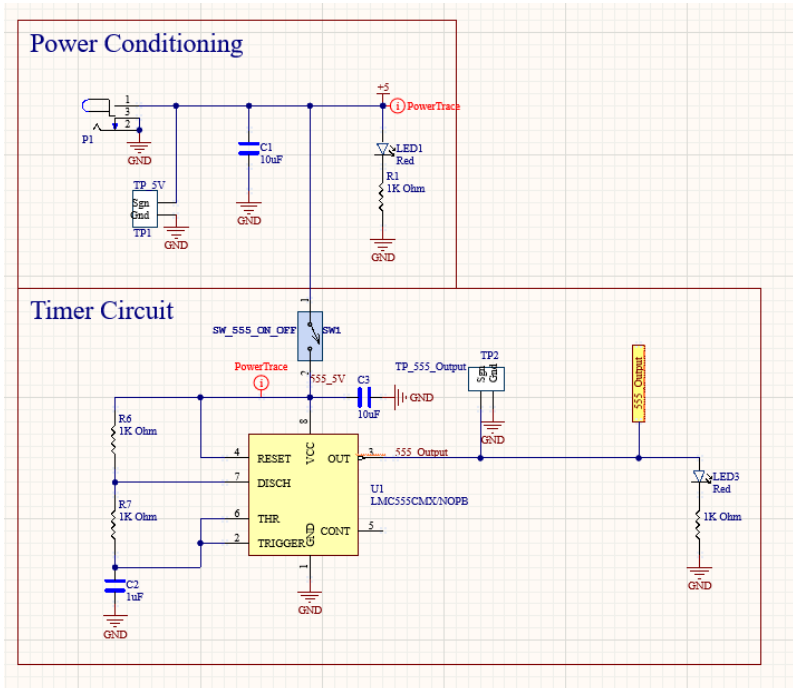 Power Conditioning
+5
PowerTrace
1
3
2
P1
GND
C1
10uF
LED1
Red
R1
1K Ohm
TP_5V
Sgn
Gnd
TP1
GND
GND
GND
Timer Circuit
1
SW_555_ON_OFF
SW1
2
555_5V
PowerTrace
C3
10uF
GND
TP2
TP_555_Output
Sgn
Gnd
GND
555_Output
R6
1K Ohm
8
VCC
4
RESET
OUT
3
555_Output
7
DISCH
U1
LMC555CMX/NOPB
LED3
Red
R7
1K Ohm
6
THR
CONT
5
1K Ohm
2
TRIGGER
GND
1
C2
1uF
GND
GND
GND